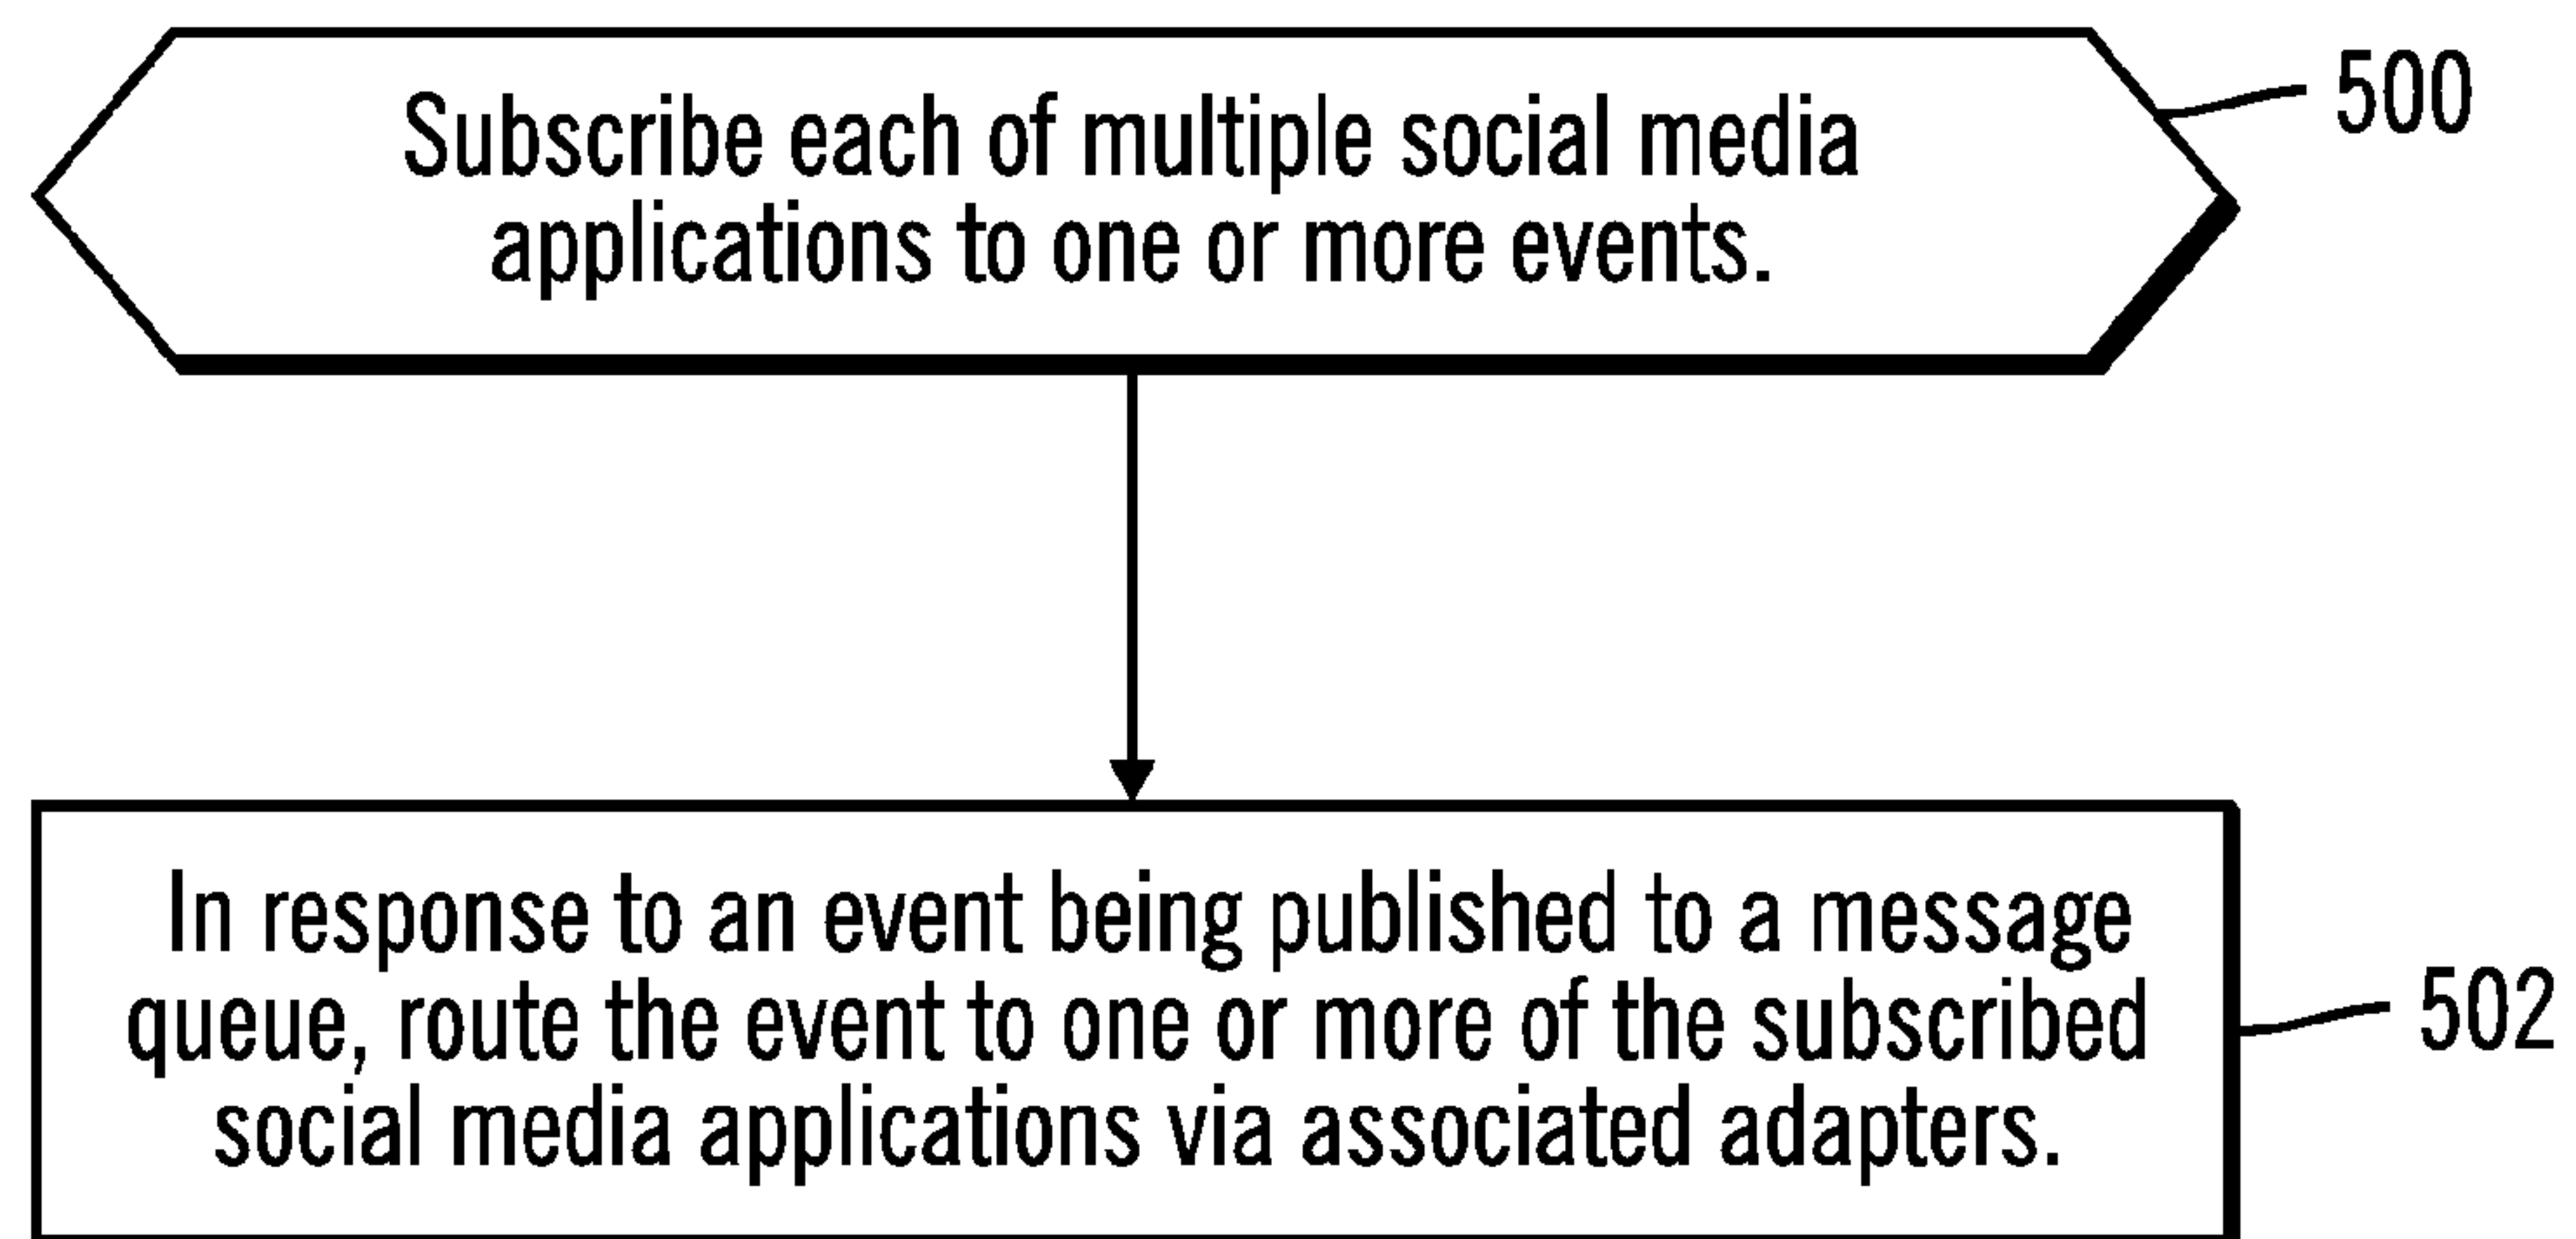 Subscribe each of multiple social media
applications to one or more events.
500
In response to an event being published to a message
queue, route the event to one or more of the subscribed
social media applications via associated adapters.
502